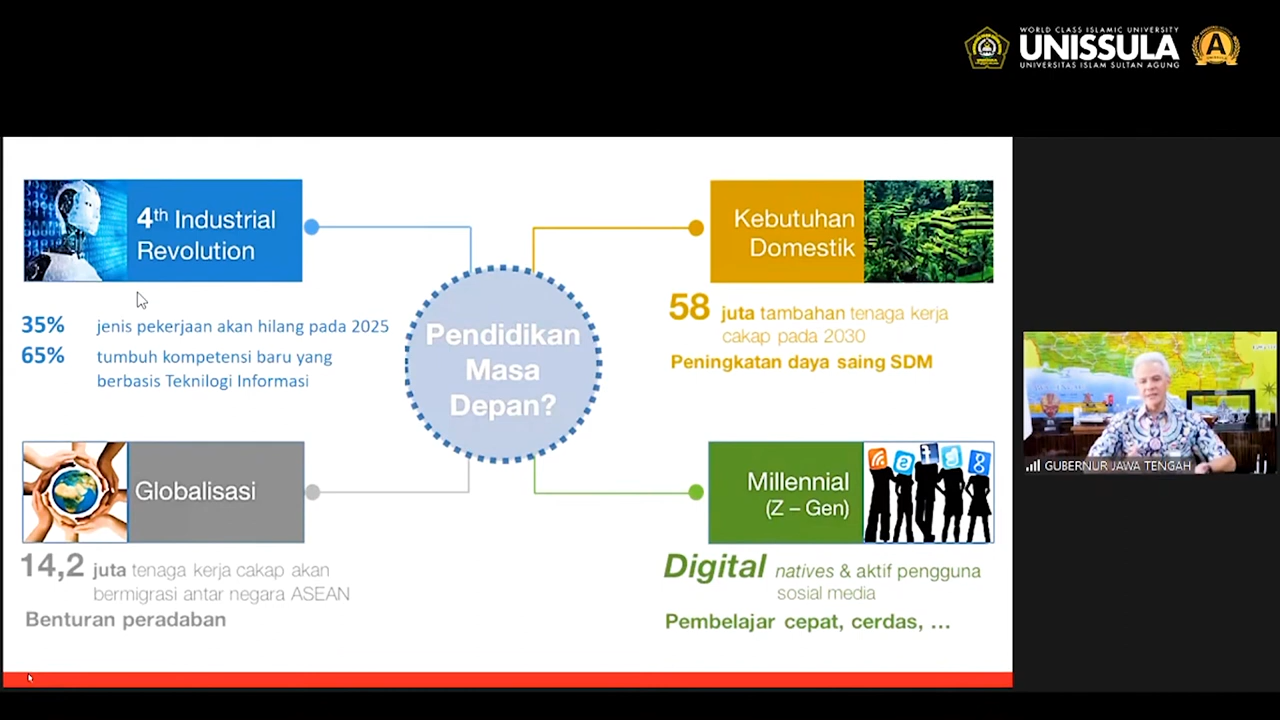 WORLD CLASS ISLAMIC UNIVERSITY
UNISSULA
UNIVERSITAS ISLAM SULTAN AGUNG
A
4th Industrial
Revolution
35% jenis pekerjaan akan hilang pada 2025
65% tumbuh kompetensi baru yang
berbasis Teknilogi Informasi
Kebutuhan
Domestik
58 juta tambahan tenaga kerja
cakap pada 2030
Peningkatan daya saing SDM
Pendidikan
Masa
Depan?
Globalisasi
14,2 juta tenaga kerja cakap akan
bermigrasi antar negara ASEAN
Benturan peradaban
Millennial
(Z – Gen)
Digital natives & aktif pengguna
sosial media
Pembelajar cepat, cerdas, ...
GUBERNUR JAWA TENGAH